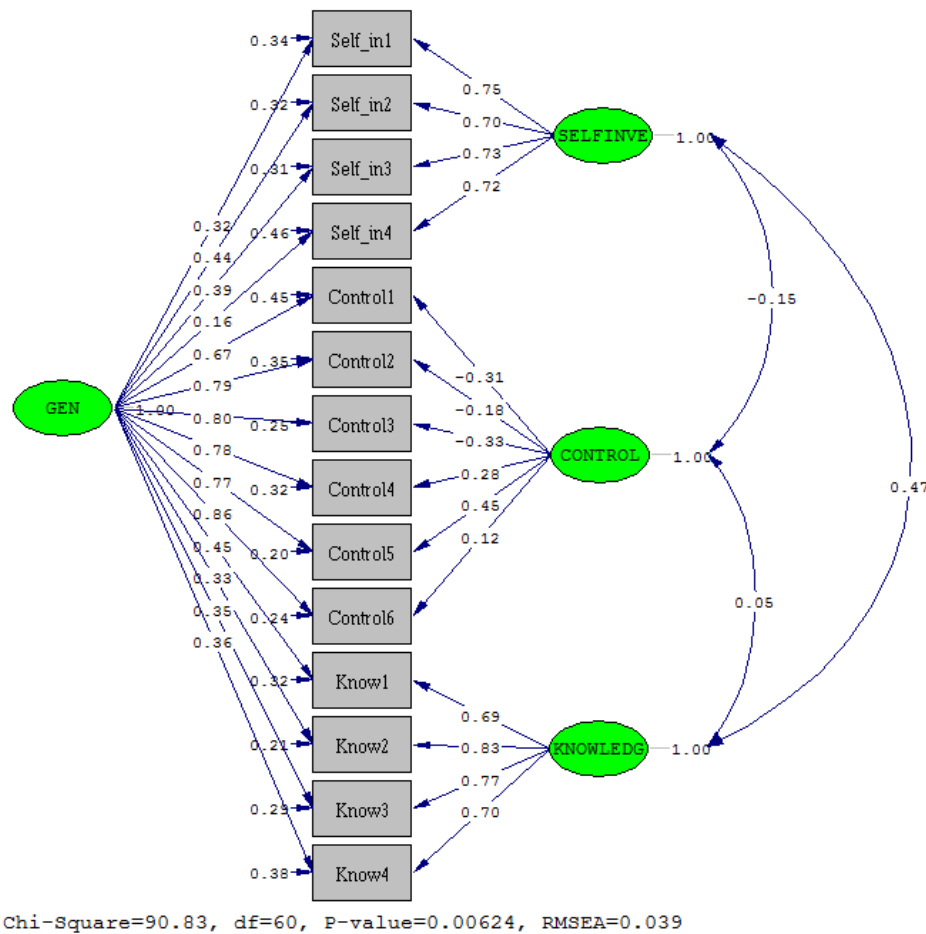 0.34 Self_in1
0.75
0.32 Self_in2
0.70
SELFINVE 1.00
0.31 Self_in3
0.73
0.72
0.32
0.46 Self_in4
0.44
0.39
0.45 Control1
-0.15
0.16
0.67
0.35 Control2
-0.31
0.79
-0.18
GEN 1.00
0.80
0.25 Control3
-0.33
0.78
CONTROL 1.00
0.28
0.77
0.32 Control4
0.47
0.45
0.86
0.12
0.45
0.20 Control5
0.33
0.35
0.05
0.24 Control6
0.36
0.32 Know1
0.69
0.21 Know2
0.83
KNOWLEDG 1.00
0.77
0.29 Know3
0.70
0.38 Know4
Chi-Square=90.83, df=60, P-value=0.00624, RMSEA=0.039